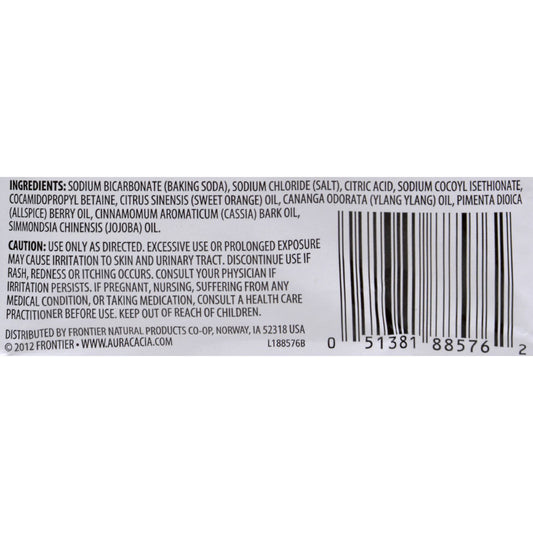 INGREDIENTS: SODIUM BICARBONATE (BAKING SODA), SODIUM CHLORIDE (SALT), CITRIC ACID, SODIUM COCOYL ISETHIONATE,
COCAMIDOPROPYL BETAINE, CITRUS SINENSIS (SWEET ORANGE) OIL, CANANGA ODORATA (YLANG YLANG) OIL, PIMENTA DIOICA
(ALLSPICE) BERRY OIL, CINNAMOMUM AROMATICUM (CASSIA) BARK OIL,
SIMMONDSIA CHINENSIS (JOJOBA) OIL.
CAUTION: USE ONLY AS DIRECTED. EXCESSIVE USE OR PROLONGED EXPOSURE
MAY CAUSE IRRITATION TO SKIN AND URINARY TRACT. DISCONTINUE USE IF
RASH, REDNESS OR ITCHING OCCURS. CONSULT YOUR PHYSICIAN IF
IRRITATION PERSISTS. IF PREGNANT, NURSING, SUFFERING FROM ANY
MEDICAL CONDITION, OR TAKING MEDICATION, CONSULT A HEALTH CARE
PRACTITIONER BEFORE USE. KEEP OUT OF REACH OF CHILDREN.
DISTRIBUTED BY FRONTIER NATURAL PRODUCTS CO-OP, NORWAY, IA 52318 USA
© 2012 FRONTIER • WWW.AURACACIA.COM L188576B
0 51381 88576 2